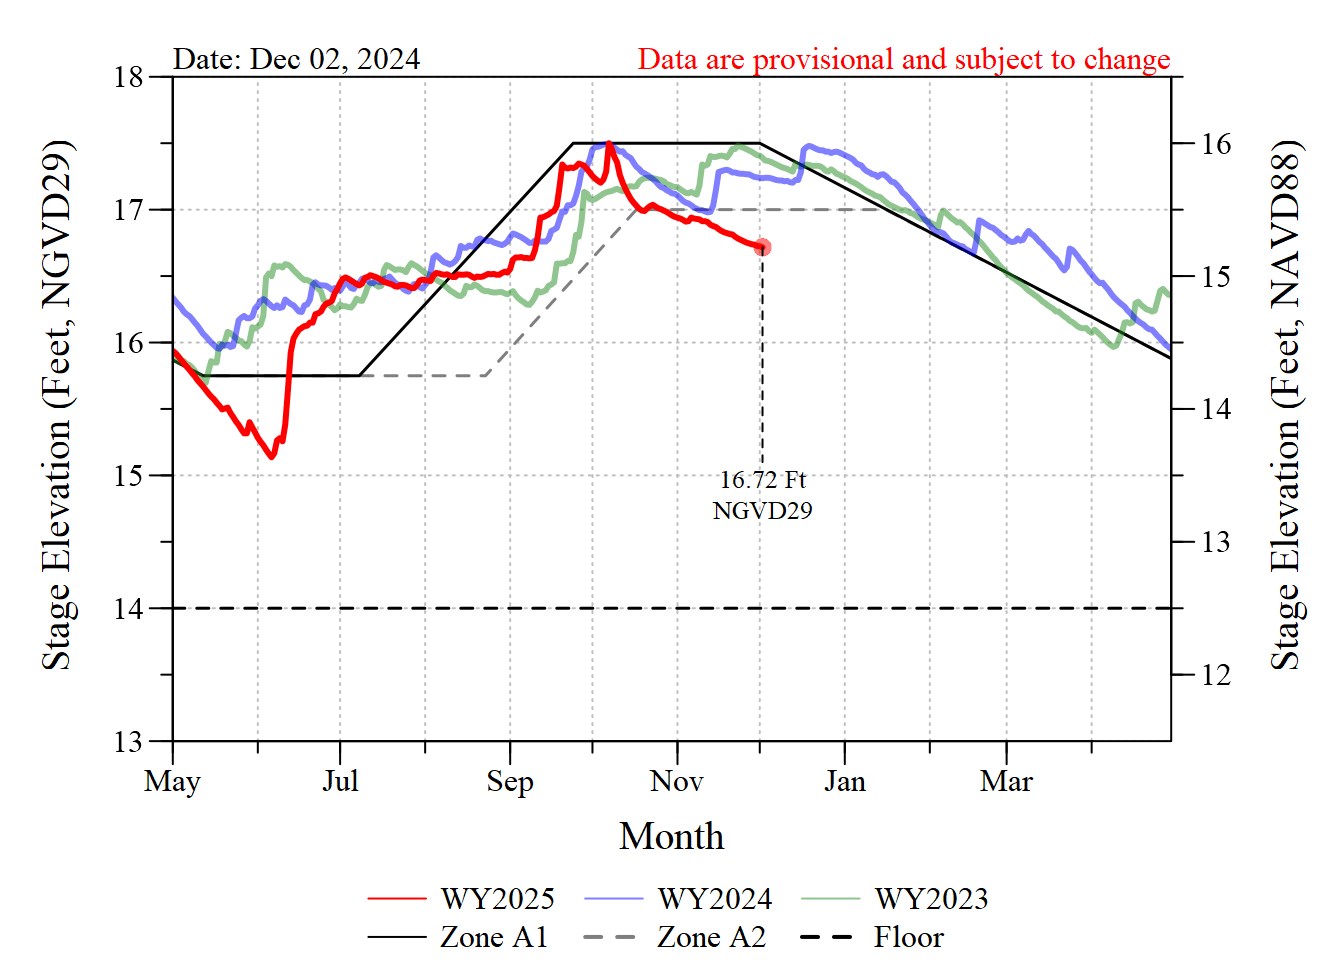 Date: Dec 02, 2024
Data are provisional and subject to change
Stage Elevation (Feet, NGVD29)
18
17
16
15
14
13
16
15
14
13
12
Stage Elevation (Feet, NAVD88)
16.72 Ft
NGVD29
May Jul Sep Nov Jan Mar
Month
WY2025 WY2024 WY2023
Zone A1 Zone A2 Floor